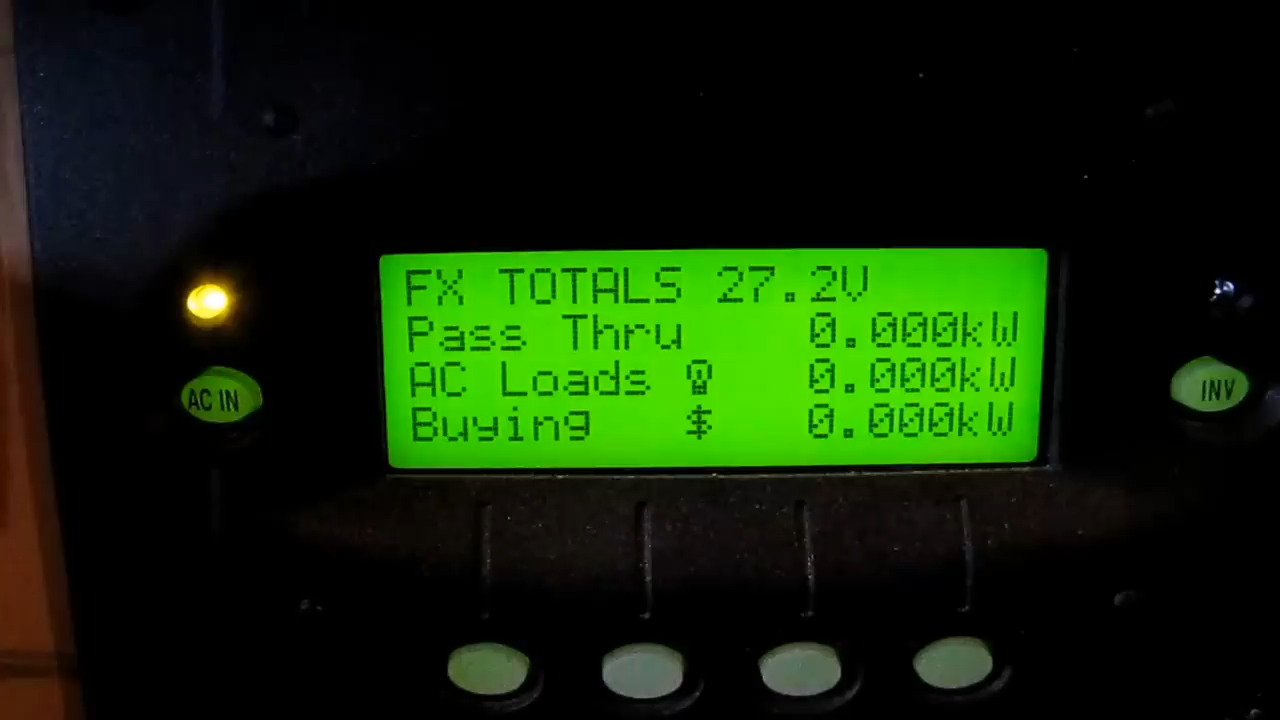 FX TOTALS 27.2V
Pass Thru 0.000kW
AC Loads 0.000kW
Buying $ 0.000kW
AC IN
INV